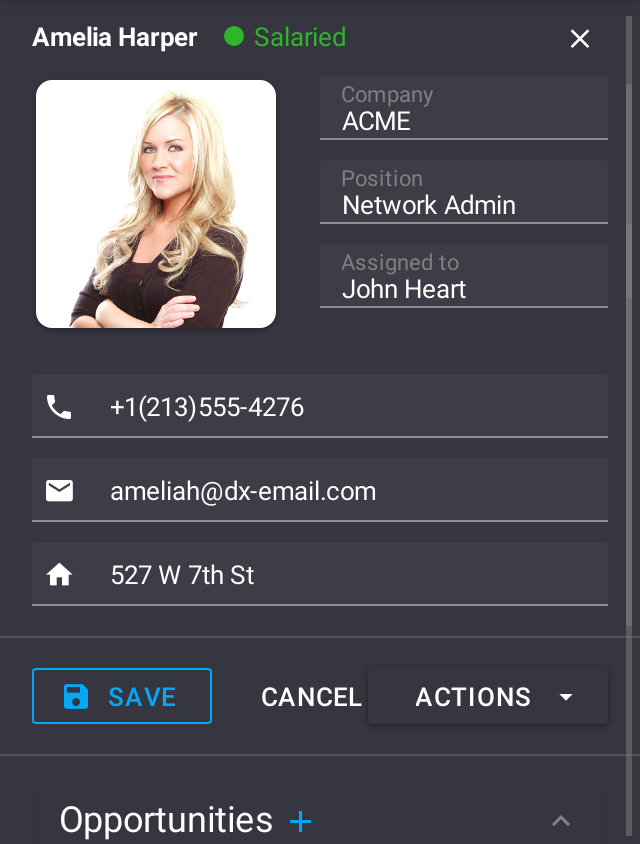 Amelia Harper Salaried
Company
ACME
Position
Network Admin
Assigned to
John Heart
+1(213)555-4276
ameliah@dx-email.com
527 W 7th St
SAVE CANCEL ACTIONS
Opportunities +